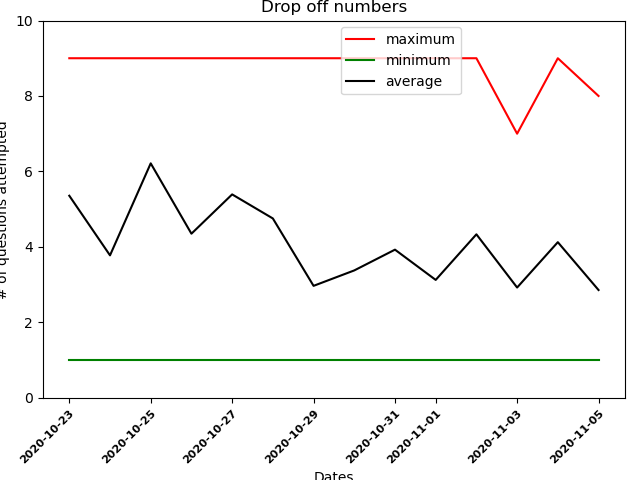 Drop off numbers
maximum
minimum
average
# of questions attempted
10
8
6
4
2
0
2020-10-23
2020-10-25
2020-10-27
2020-10-29
2020-10-31
2020-11-01
2020-11-03
2020-11-05
Dates